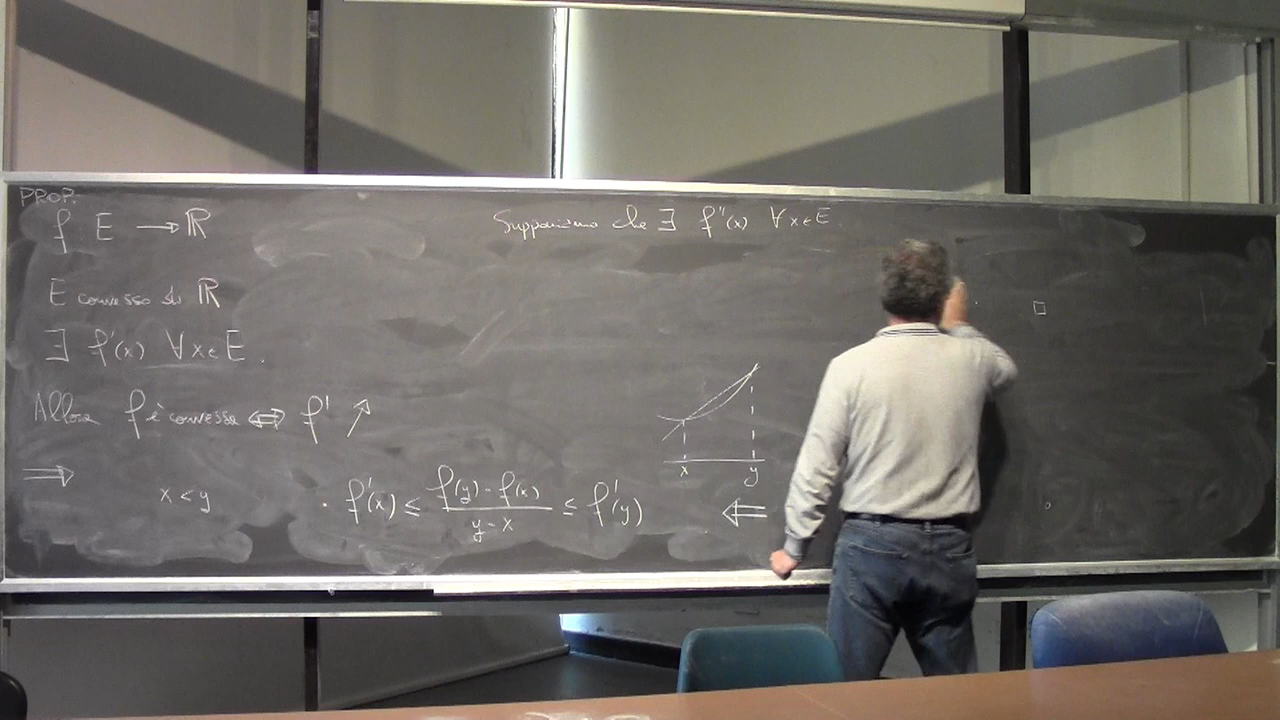 PROP.
f E → ℝ
E convesso di ℝ
∃ f'(x) ∀x∈E.
Allora f è convessa ⇔ f' ↗
⇒
x < y
· f'(x) ≤ (f(y) - f(x))/(y - x) ≤ f'(y)
Supponiamo che ∃ f''(x) ∀x∈E
x y
⇐
□